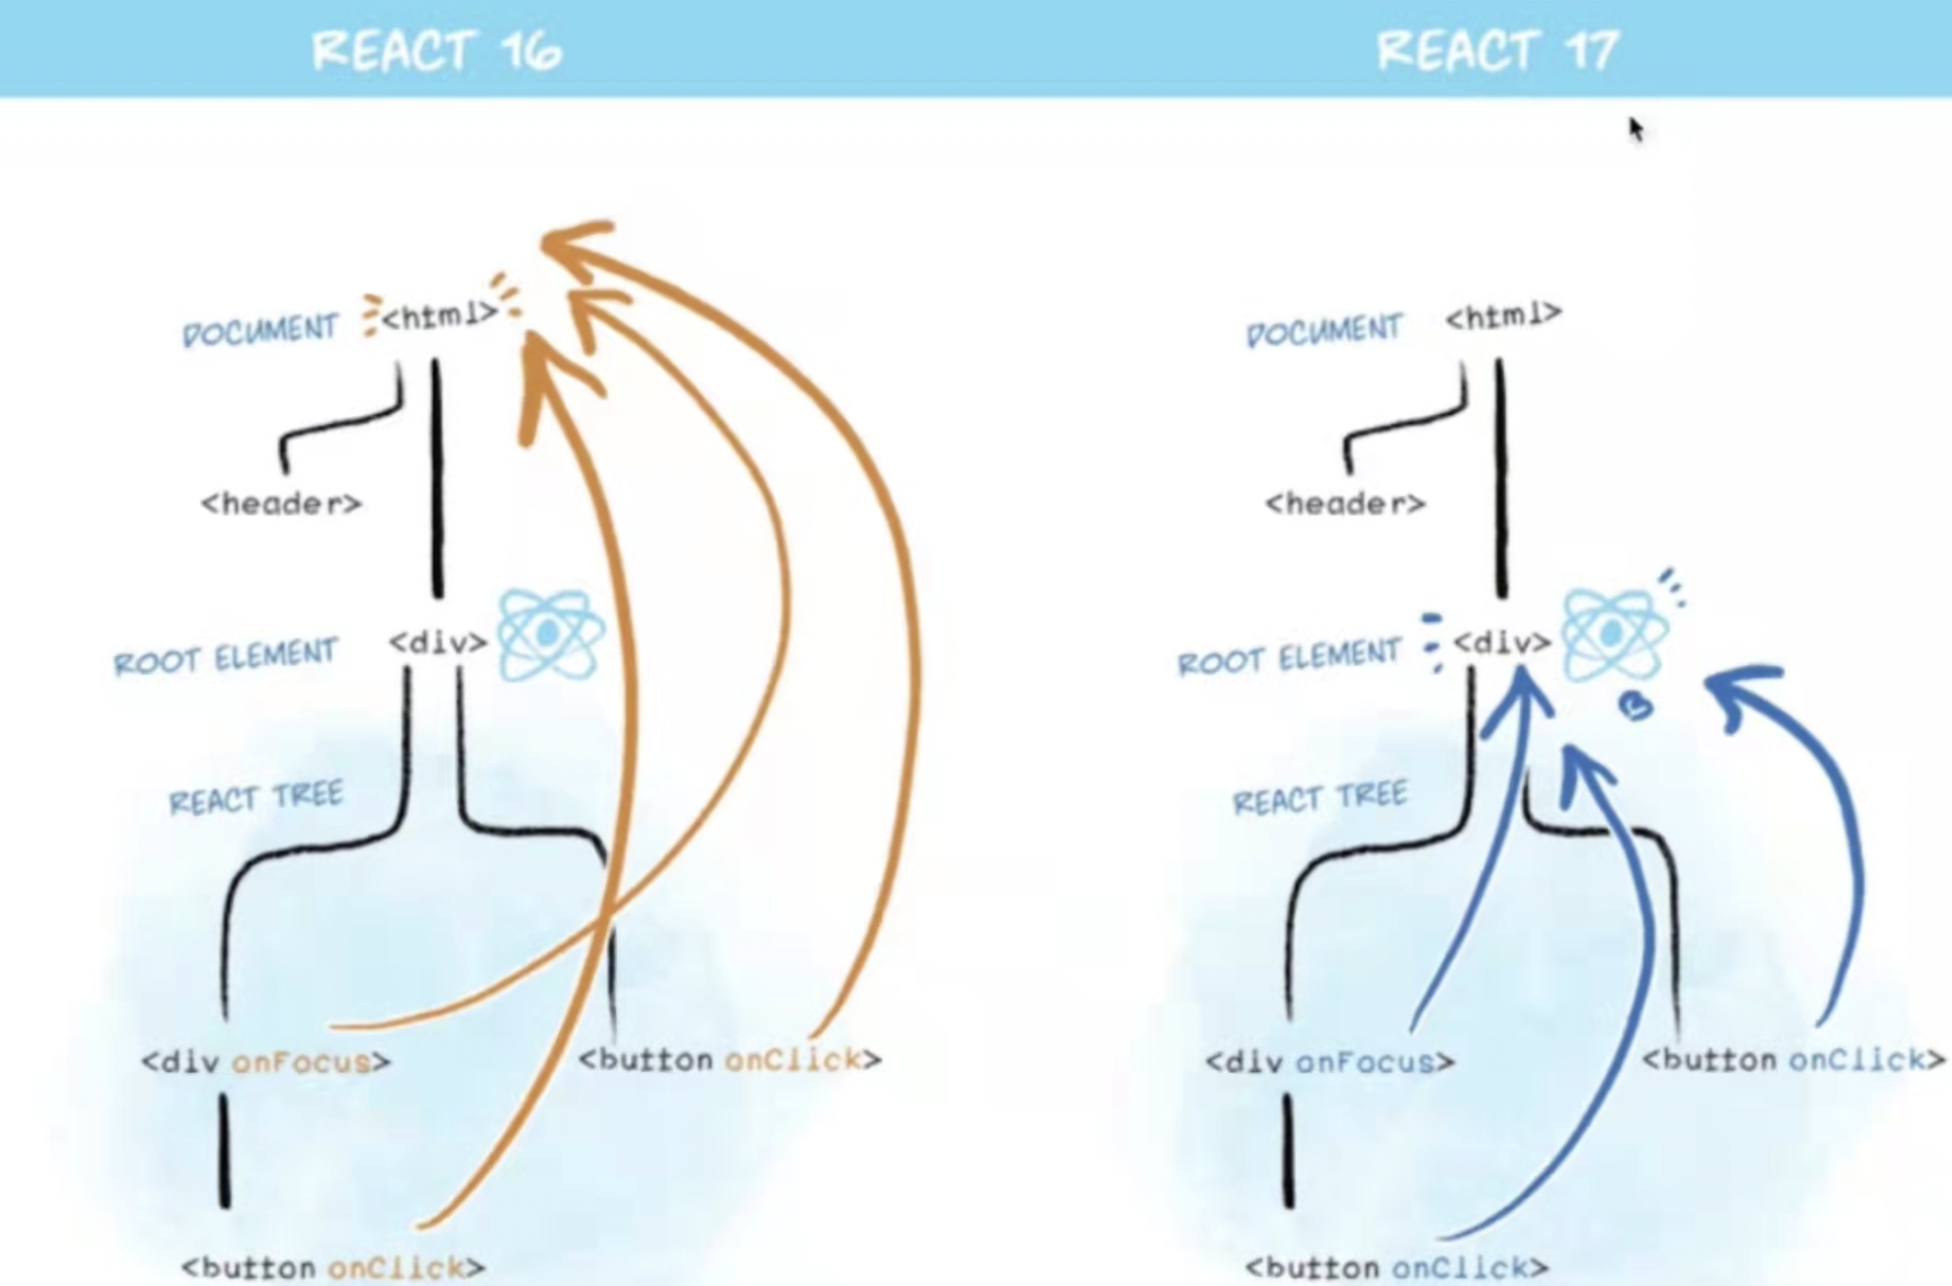 REACT 16
REACT 17
DOCUMENT <html>
<header>
ROOT ELEMENT <div>
REACT TREE
<div onFocus>
<button onClick>
<button onClick>
DOCUMENT <html>
<header>
ROOT ELEMENT <div>
REACT TREE
<div onFocus>
<button onClick>
<button onClick>